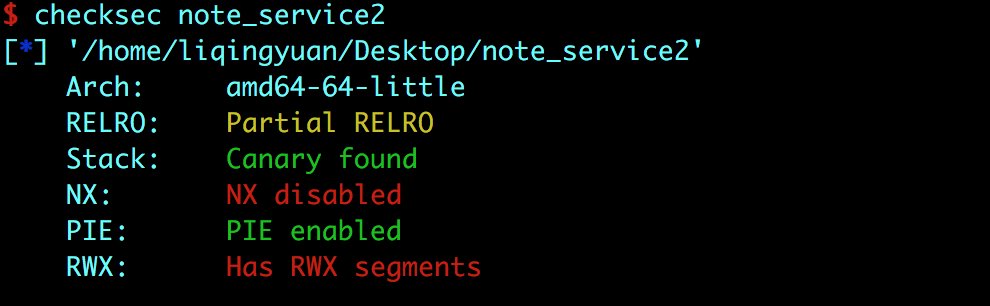 $ checksec note_service2
[*] '/home/liqingyuan/Desktop/note_service2'
Arch: amd64-64-little
RELRO: Partial RELRO
Stack: Canary found
NX: NX disabled
PIE: PIE enabled
RWX: Has RWX segments